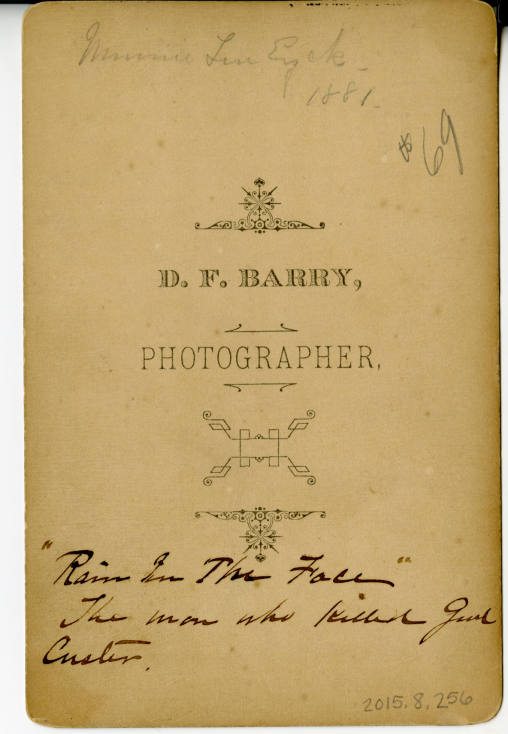 Minnie Ten Eyck
1881.
69
D. F. BARRY,
PHOTOGRAPHER,
"Rain In The Face"
The man who killed Genl
Custer.
2015.8.256